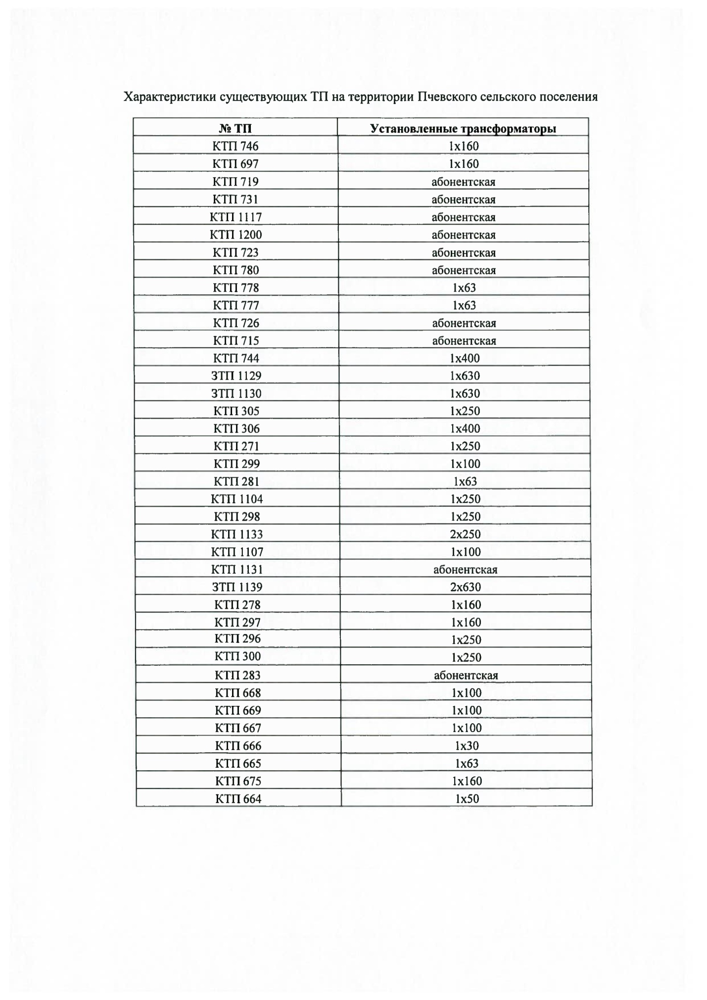 Характеристики существующих ТП на территории Пчевского сельского поселения
№ ТП Установленные трансформаторы
КТП 746 1х160
КТП 697 1х160
КТП 719 абонентская
КТП 731 абонентская
КТП 1117 абонентская
КТП 1200 абонентская
КТП 723 абонентская
КТП 780 абонентская
КТП 778 1х63
КТП 777 1х63
КТП 726 абонентская
КТП 715 абонентская
КТП 744 1х400
ЗТП 1129 1х630
ЗТП 1130 1х630
КТП 305 1х250
КТП 306 1х400
КТП 271 1х250
КТП 299 1х100
КТП 281 1х63
КТП 1104 1х250
КТП 298 1х250
КТП 1133 2х250
КТП 1107 1х100
КТП 1131 абонентская
ЗТП 1139 2х630
КТП 278 1х160
КТП 297 1х160
КТП 296 1х250
КТП 300 1х250
КТП 283 абонентская
КТП 668 1х100
КТП 669 1х100
КТП 667 1х100
КТП 666 1х30
КТП 665 1х63
КТП 675 1х160
КТП 664 1х50